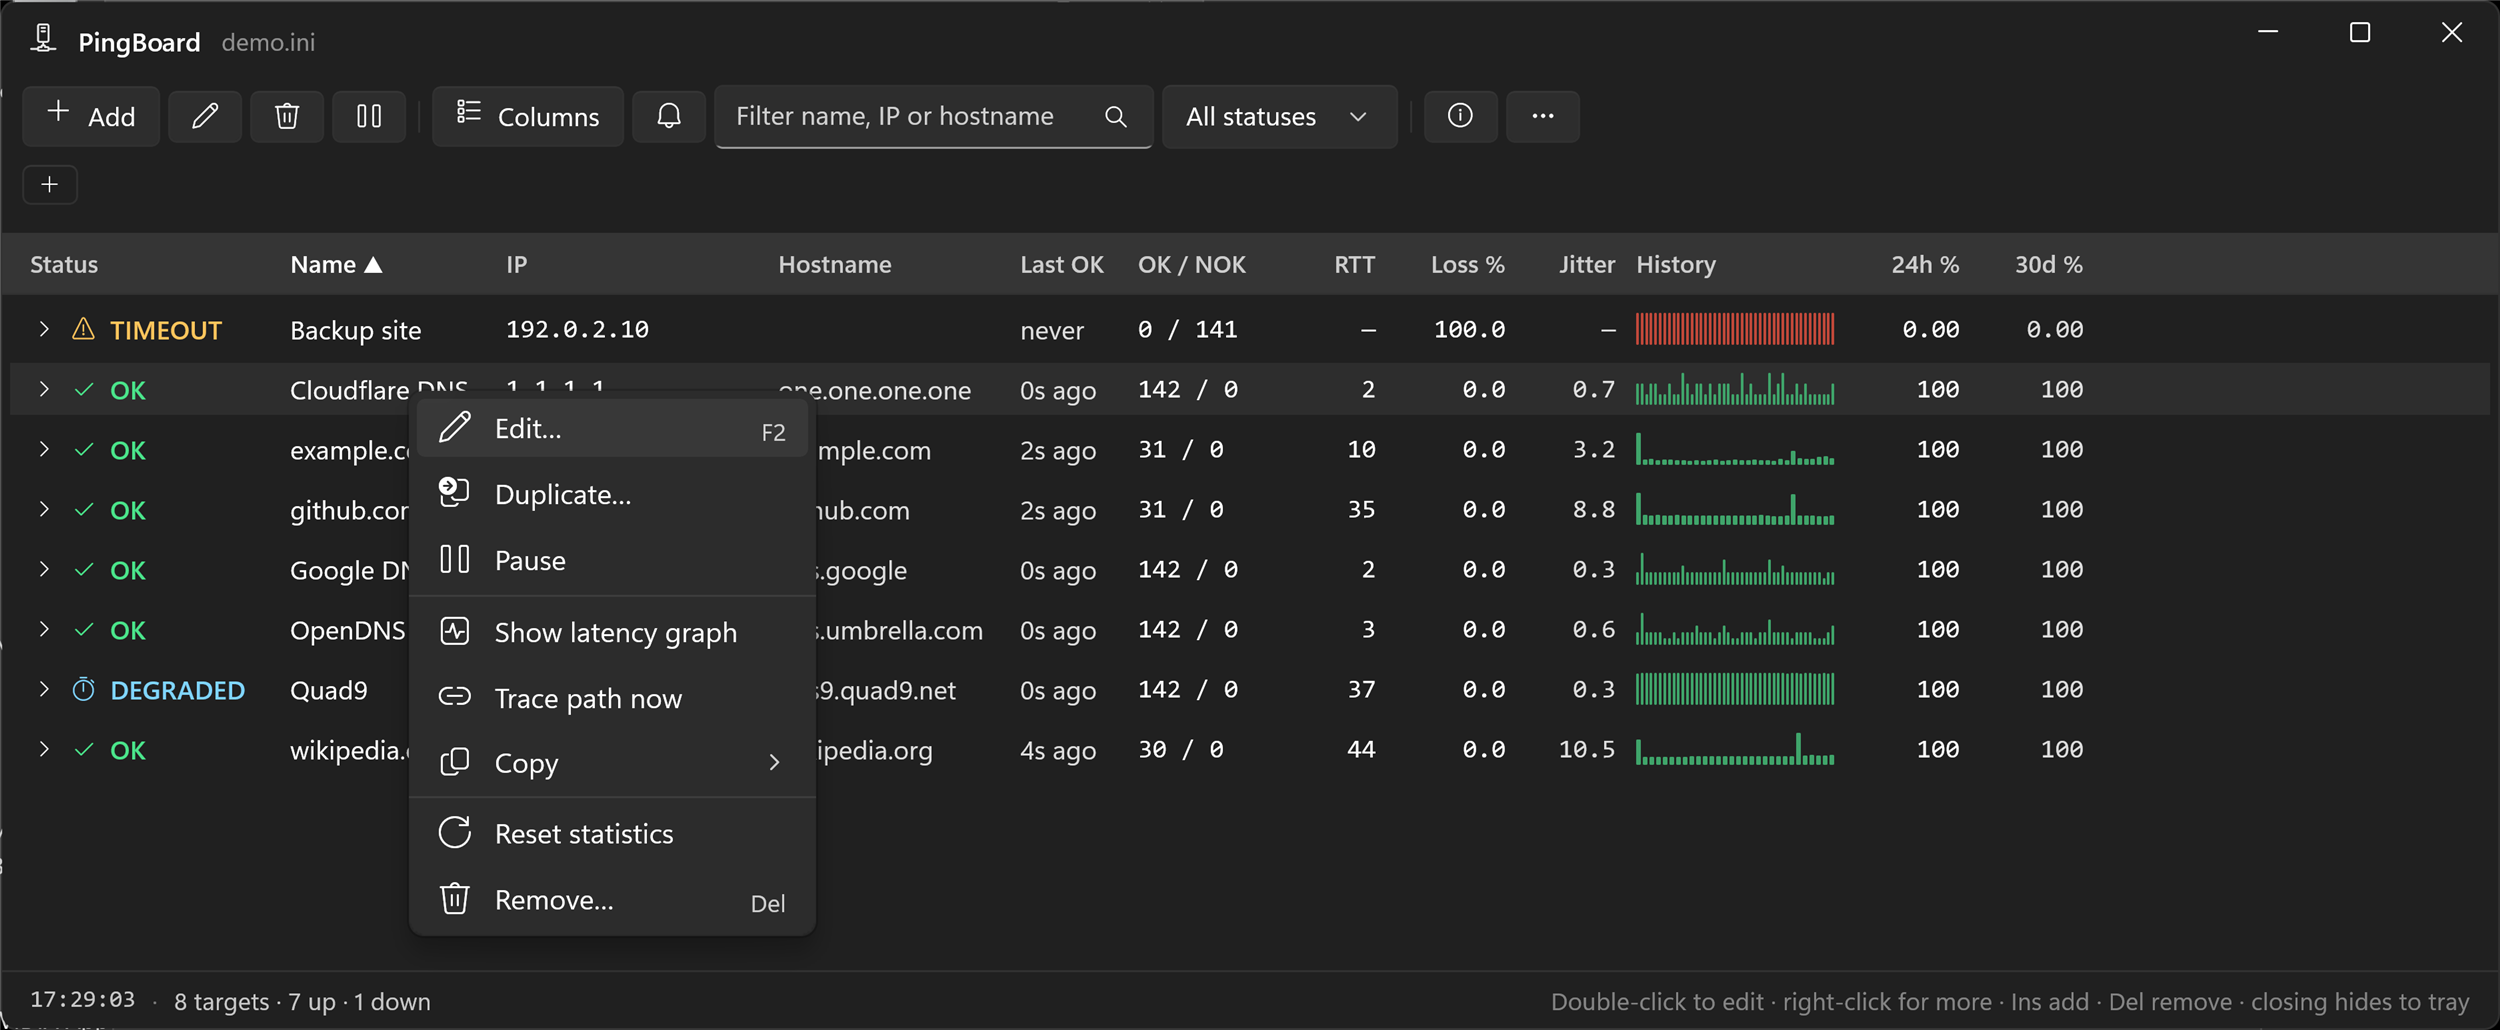 PingBoard demo.ini
Add Columns Filter name, IP or hostname All statuses
Status Name ▲ IP Hostname Last OK OK / NOK RTT Loss % Jitter History 24h % 30d %
TIMEOUT Backup site 192.0.2.10 never 0 / 141 — 100.0 — 0.00 0.00
OK Cloudflare DNS 1.1.1.1 one.one.one.one 0s ago 142 / 0 2 0.0 0.7 100 100
Edit... F2
OK example.c mple.com 2s ago 31 / 0 10 0.0 3.2 100 100
Duplicate...
OK github.co hub.com 2s ago 31 / 0 35 0.0 8.8 100 100
Pause
OK Google D s.google 0s ago 142 / 0 2 0.0 0.3 100 100
OK OpenDNS s.umbrella.com 0s ago 142 / 0 3 0.0 0.6 100 100
Show latency graph
DEGRADED Quad9 s9.quad9.net 0s ago 142 / 0 37 0.0 0.3 100 100
Trace path now
OK wikipedia. ipedia.org 4s ago 30 / 0 44 0.0 10.5 100 100
Copy
Reset statistics
Remove... Del
17:29:03 · 8 targets · 7 up · 1 down Double-click to edit · right-click for more · Ins add · Del remove · closing hides to tray